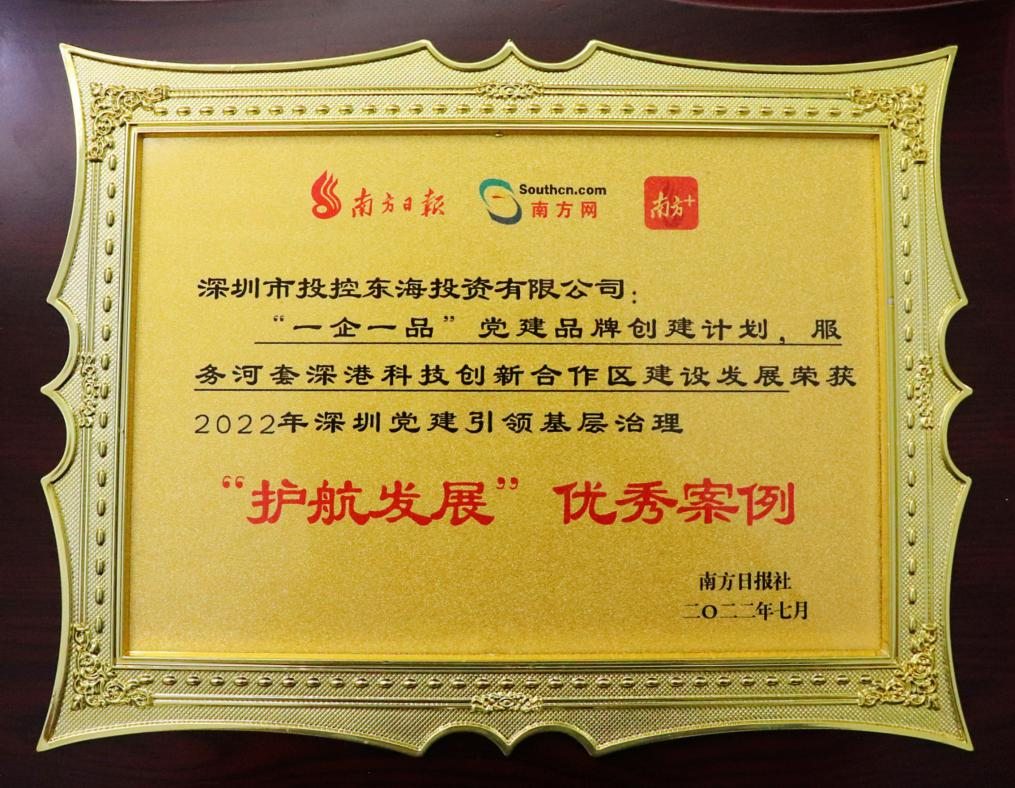 南方日报
Southcn.com
南方网
南方+
深圳市投控东海投资有限公司：
“一企一品”党建品牌创建计划，服
务河套深港科技创新合作区建设发展荣获
2022年深圳党建引领基层治理
“护航发展”优秀案例
南方日报社
二〇二二年七月